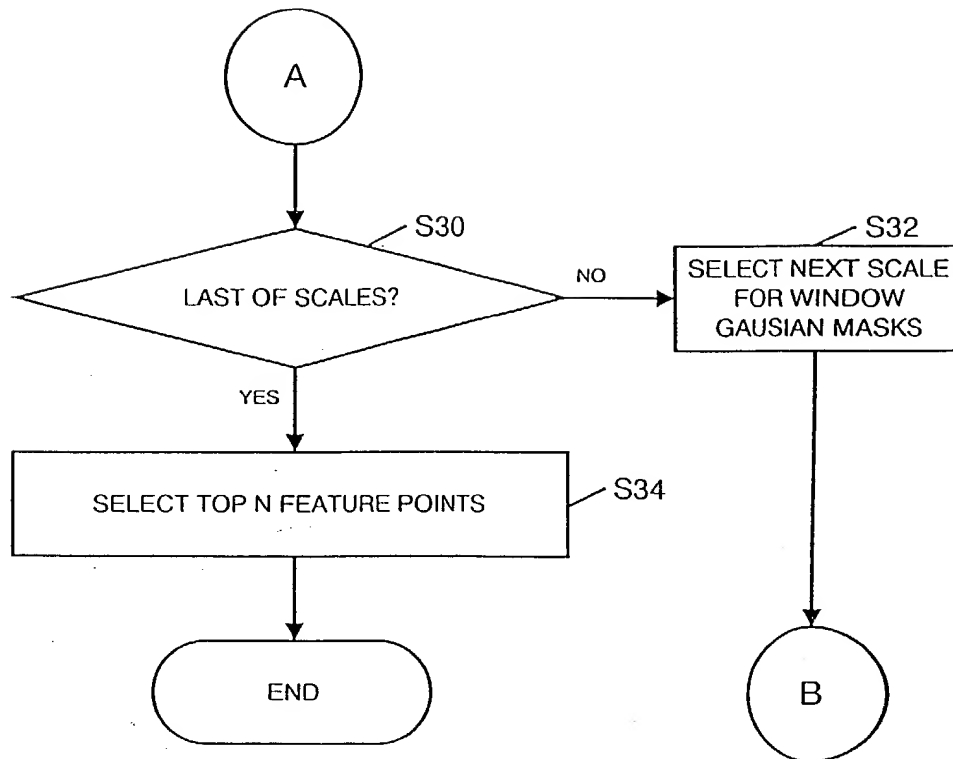 A
S30
LAST OF SCALES?
NO
S32
SELECT NEXT SCALE
FOR WINDOW
GAUSIAN MASKS
YES
SELECT TOP N FEATURE POINTS
S34
END
B